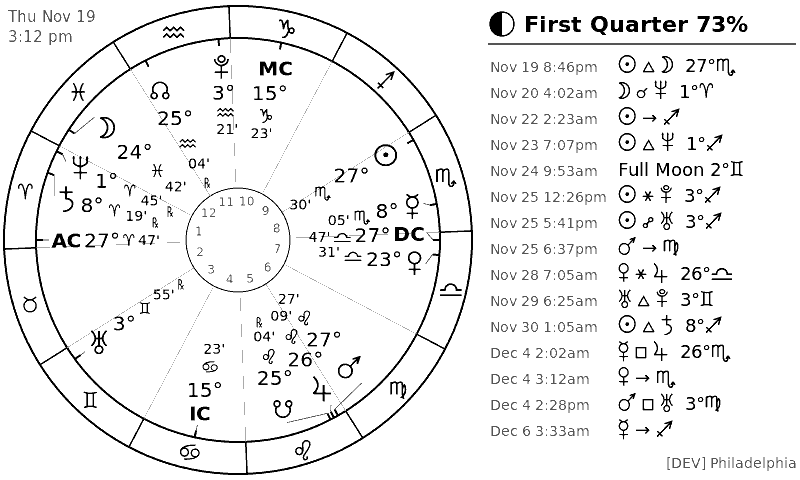 Thu Nov 19
3:12 pm
♒ ♑
♓ ♐
♇ MC
☊ 3° 15°
25° ♒ ♑
21' 23'
☽ ♒
24° 04' ☉
♆ ♓ ℞ 27°
1° ♈ 42' 30' ♏ ♏
♈ ♄ 8° ♈ 45' ℞ 11 10
19' ℞ 12 9 05' ♏ 8° ☿
AC 27° ♈ 47' 1 8 47' ♎ 27° DC
2 7 31' ♎ 23° ♀
3 4 5 6
55' ℞ 27' ♎
♉ ♊ ℞ 09' ♌
3° 04' ♌ 27°
♅ 23' ♌ 26°
♋ 25° ♂
15° ♃
♊ IC ☋ ♍
♋ ♌
First Quarter 73%
Nov 19 8:46pm ☉ △ ☽ 27°♏
Nov 20 4:02am ☽ ☌ ♆ 1°♈
Nov 22 2:23am ☉ → ♐
Nov 23 7:07pm ☉ △ ♆ 1°♐
Nov 24 9:53am Full Moon 2°♊
Nov 25 12:26pm ☉ ⚹ ♇ 3°♐
Nov 25 5:41pm ☉ ☍ ♅ 3°♐
Nov 25 6:37pm ♂ → ♍
Nov 28 7:05am ♀ ⚹ ♃ 26°♎
Nov 29 6:25am ♅ △ ♇ 3°♊
Nov 30 1:05am ☉ △ ♄ 8°♐
Dec 4 2:02am ☿ □ ♃ 26°♏
Dec 4 3:12am ♀ → ♏
Dec 4 2:28pm ♂ □ ♅ 3°♍
Dec 6 3:33am ☿ → ♐
[DEV] Philadelphia